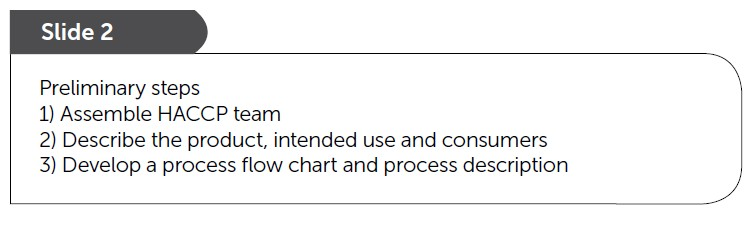 Slide 2
Preliminary steps
1) Assemble HACCP team
2) Describe the product, intended use and consumers
3) Develop a process flow chart and process description